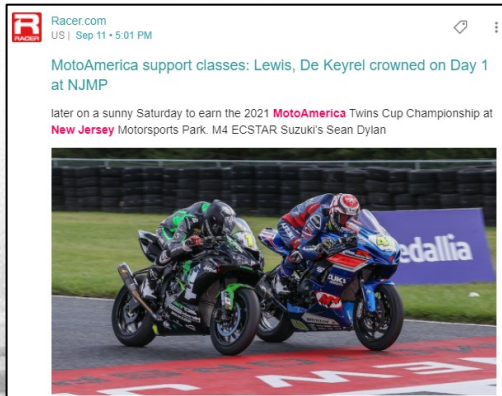 R
RACER
Racer.com
US | Sep 11 • 5:01 PM
MotoAmerica support classes: Lewis, De Keyrel crowned on Day 1
at NJMP
later on a sunny Saturday to earn the 2021 MotoAmerica Twins Cup Championship at
New Jersey Motorsports Park. M4 ECSTAR Suzuki's Sean Dylan
edallia